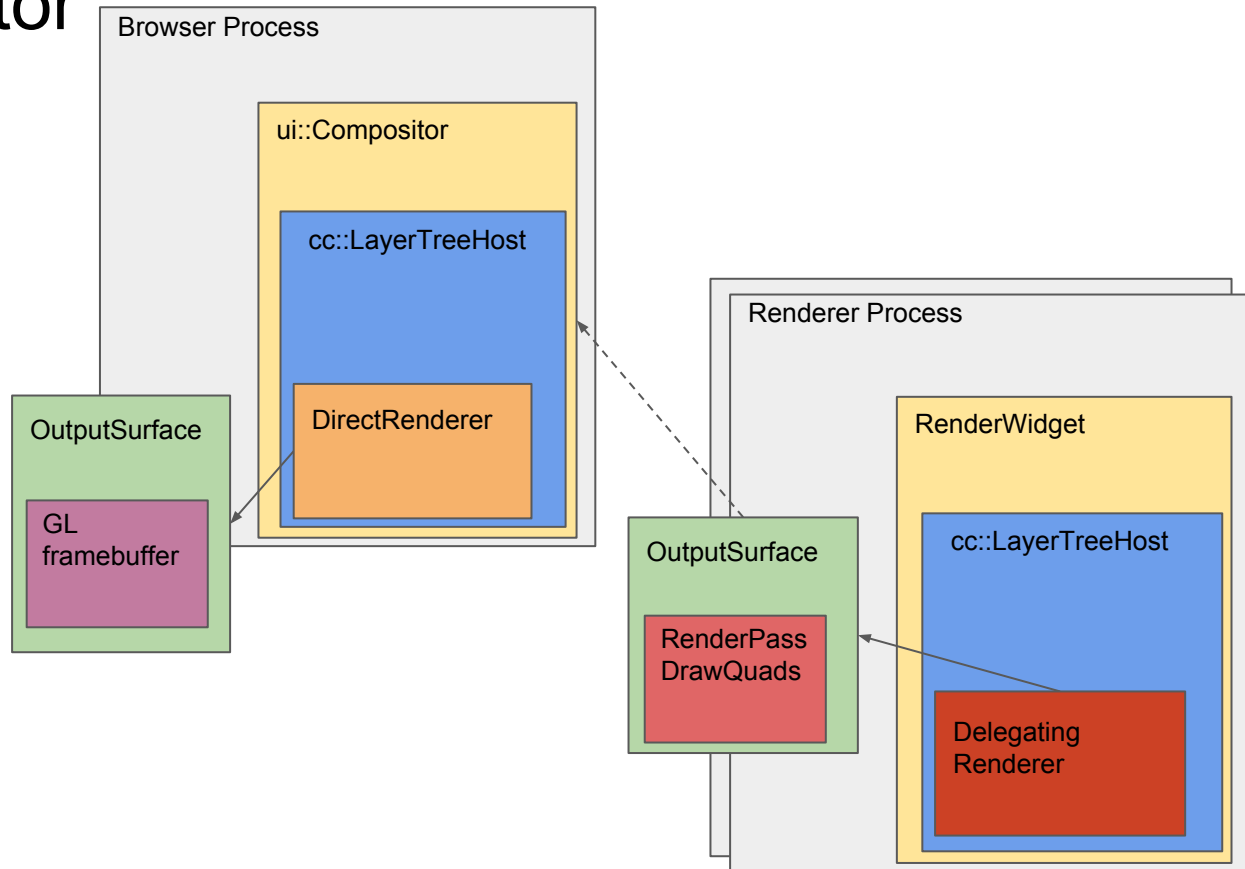 tor
Browser Process
ui::Compositor
cc::LayerTreeHost
DirectRenderer
OutputSurface
GL
framebuffer
Renderer Process
RenderWidget
cc::LayerTreeHost
OutputSurface
RenderPass
DrawQuads
Delegating
Renderer